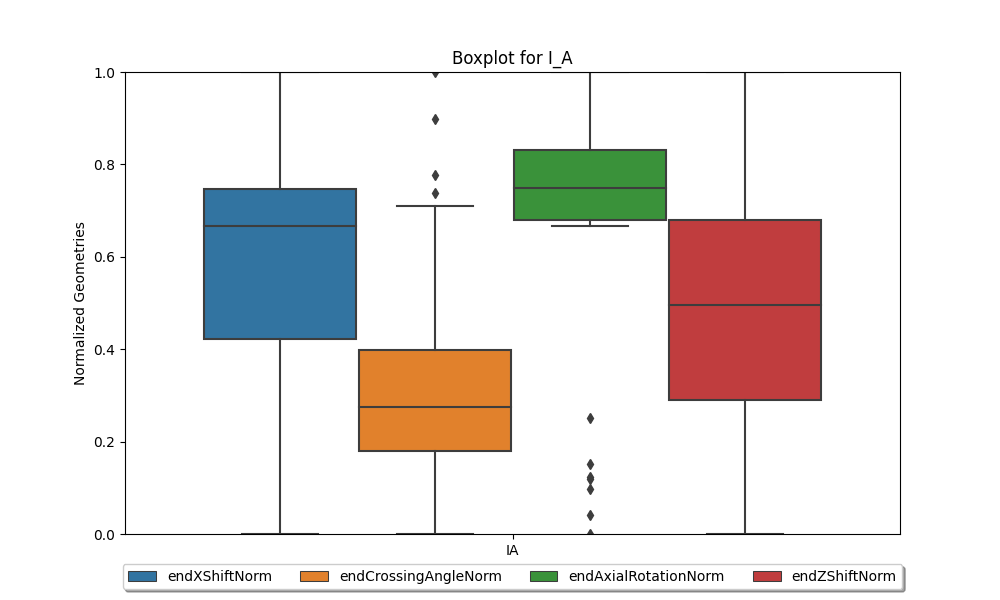 Boxplot for I_A
Normalized Geometries
1.0
0.8
0.6
0.4
0.2
0.0
IA
endXShiftNorm endCrossingAngleNorm endAxialRotationNorm endZShiftNorm